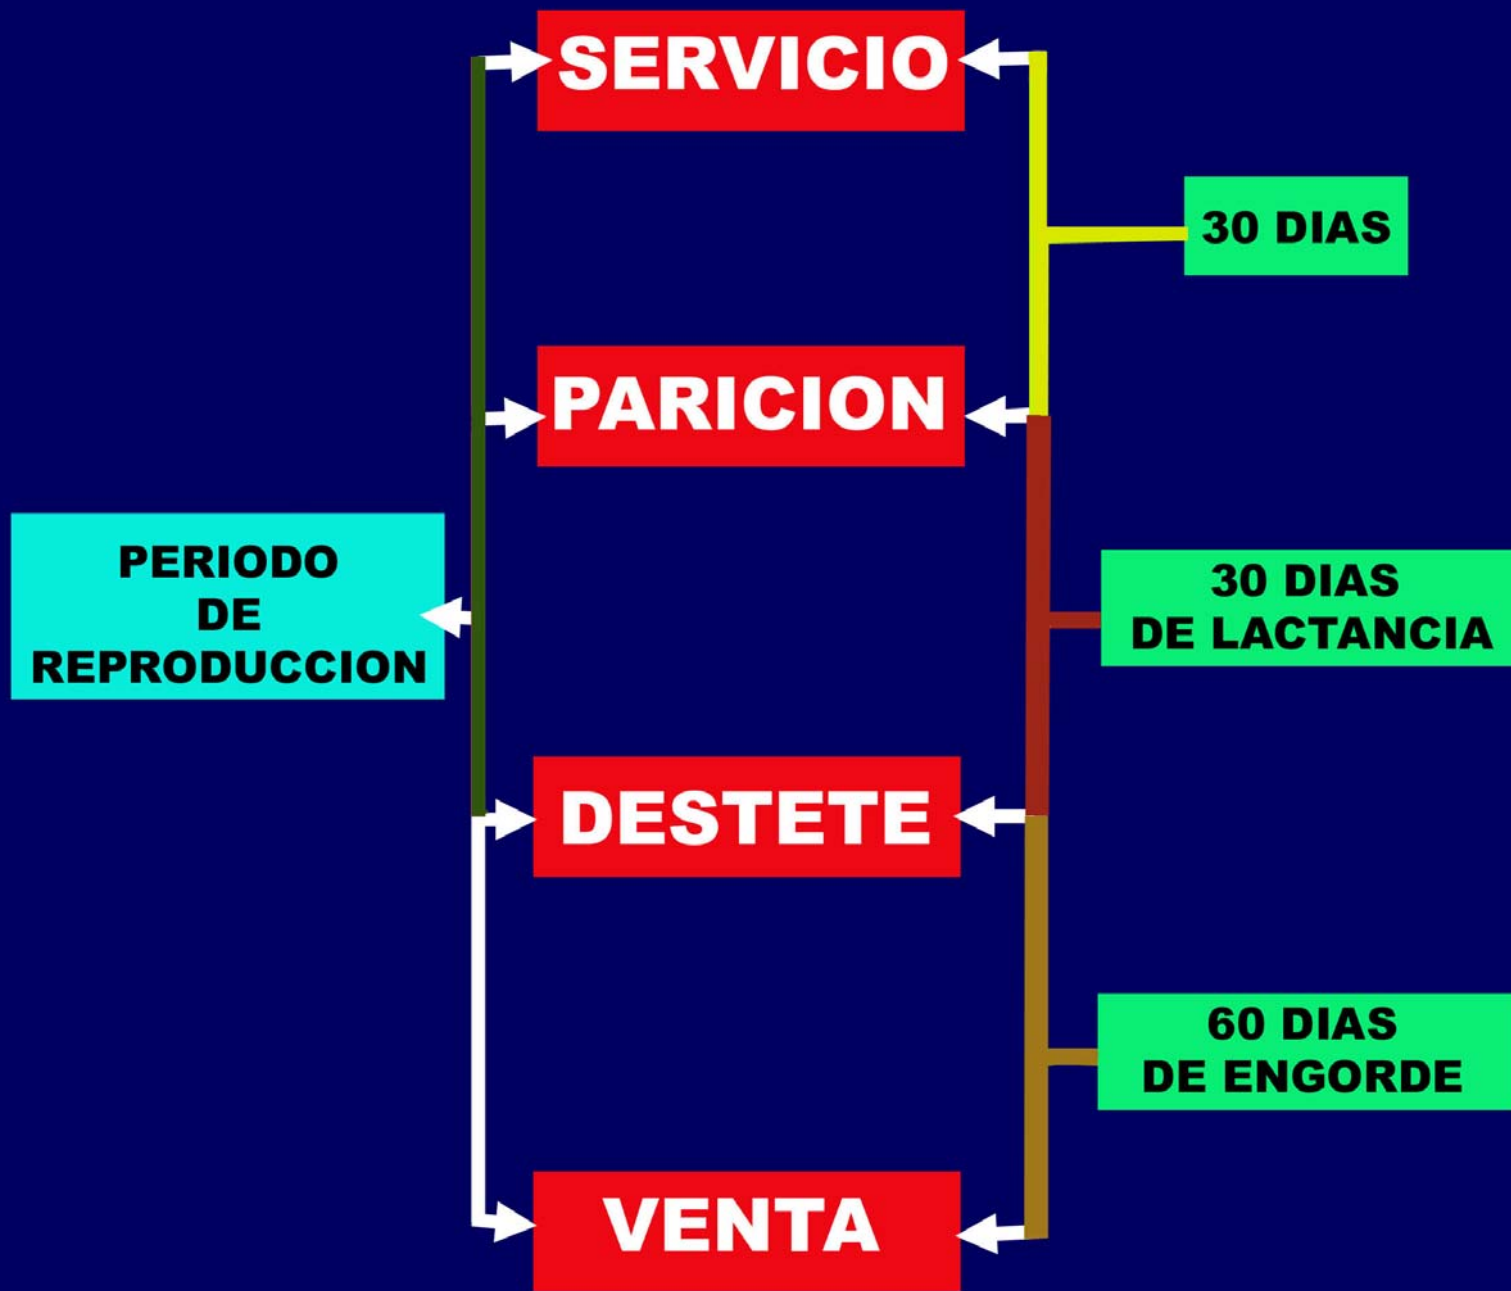 SERVICIO
30 DIAS
PARICION
PERIODO
DE
REPRODUCCION
30 DIAS
DE LACTANCIA
DESTETE
60 DIAS
DE ENGORDE
VENTA